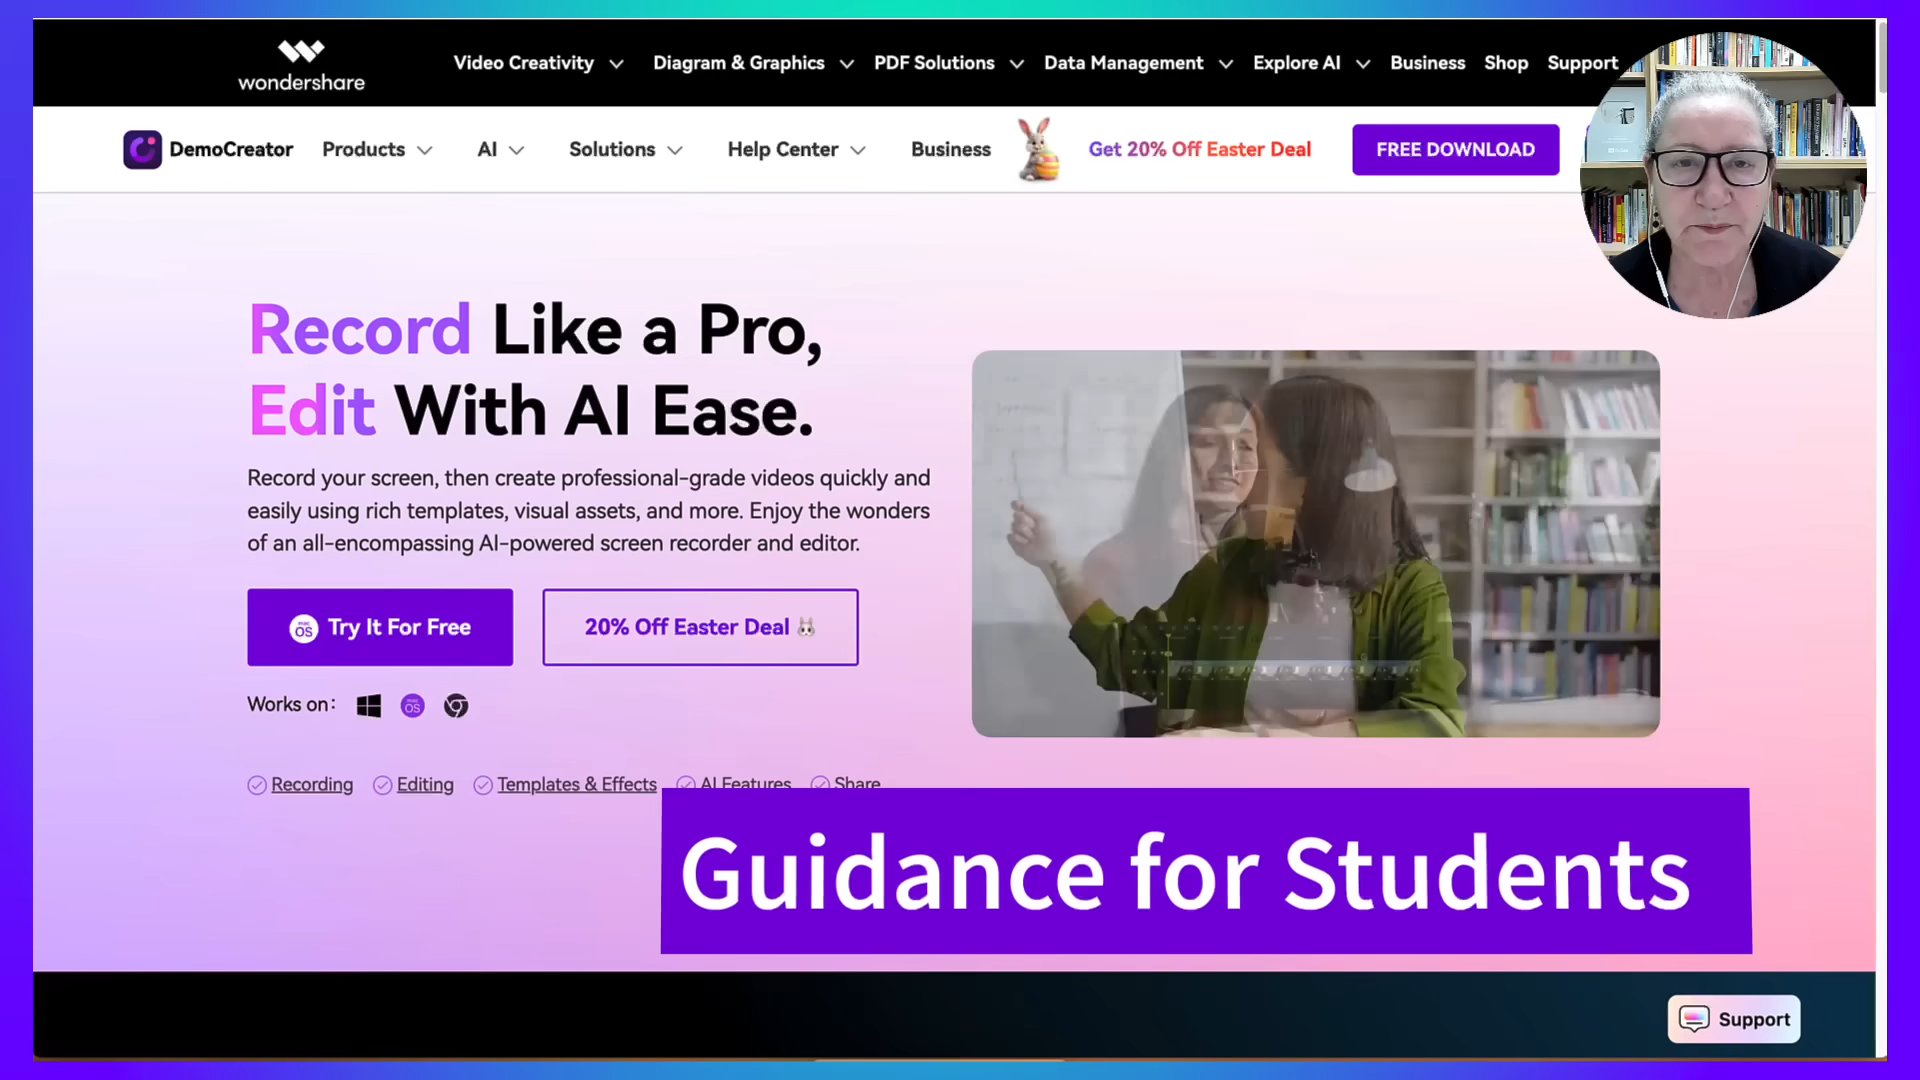 wondershare
Video Creativity
Diagram & Graphics
PDF Solutions
Data Management
Explore AI
Business
Shop
Support
DemoCreator
Products
AI
Solutions
Help Center
Business
Get 20% Off Easter Deal
FREE DOWNLOAD
Record Like a Pro,
Edit With AI Ease.
Record your screen, then create professional-grade videos quickly and
easily using rich templates, visual assets, and more. Enjoy the wonders
of an all-encompassing AI-powered screen recorder and editor.
Try It For Free
20% Off Easter Deal
Works on:
Recording
Editing
Templates & Effects
AI Features
Share
Guidance for Students
Support